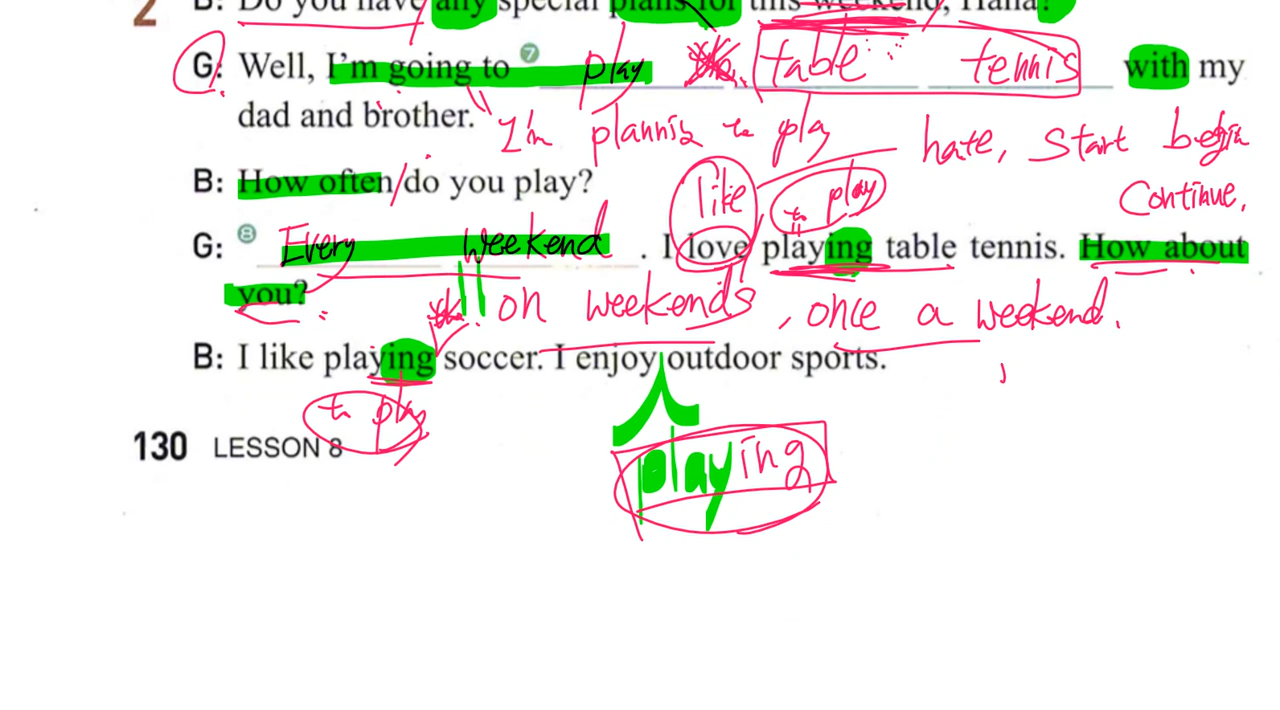 2 B: Do you have any special plans for this weekend, Hana?
G: Well, I'm going to ⑦ play table tennis with my
dad and brother. I'm planning to play hate, start begin
continue,
B: How often do you play? like to play
G: ⑧ Every weekend . I love playing table tennis. How about
you? on weekends, once a weekend.
B: I like playing soccer. I enjoy outdoor sports.
to play
playing
130 LESSON 8